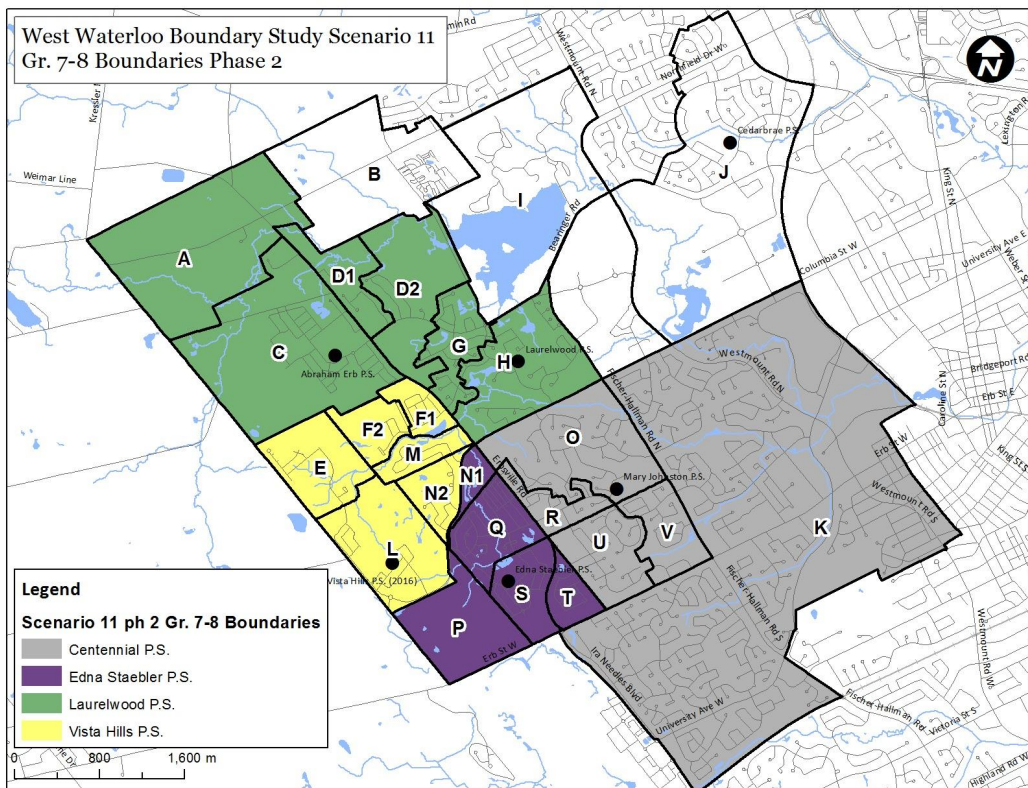 West Waterloo Boundary Study Scenario 11
Gr. 7-8 Boundaries Phase 2
N
Westmount Rd N
Northfield Dr W
Lexington R
Weimar Line
Cedarbrae P.S.
B
J
I
King St N
Bearinger Rd
University Ave E
Columbia St W
A
D1
D2
G
C
Abraham Erb P.S.
H
Laurelwood P.S.
Westmount Rd N
Bridgeport Rd
Fischer-Hallman Rd N
Caroline St N
Erb St E
F1
F2
O
Erb St W
King St S
M
E
N1
Erbsville Rd
Mary Johnston P.S.
N2
Westmount Rd S
R
Q
V
K
U
L
Vista Hills P.S. (2016)
Edna Staebler P.S.
S
T
Fischer-Hallman Rd S
P
Erb St W
Ira Needles Blvd
Westmount Rd W
University Ave W
Fischer-Hallman Rd
Victoria St S
Highland Rd W
Legend
Scenario 11 ph 2 Gr. 7-8 Boundaries
Centennial P.S.
Edna Staebler P.S.
Laurelwood P.S.
Vista Hills P.S.
0 800 1,600 m